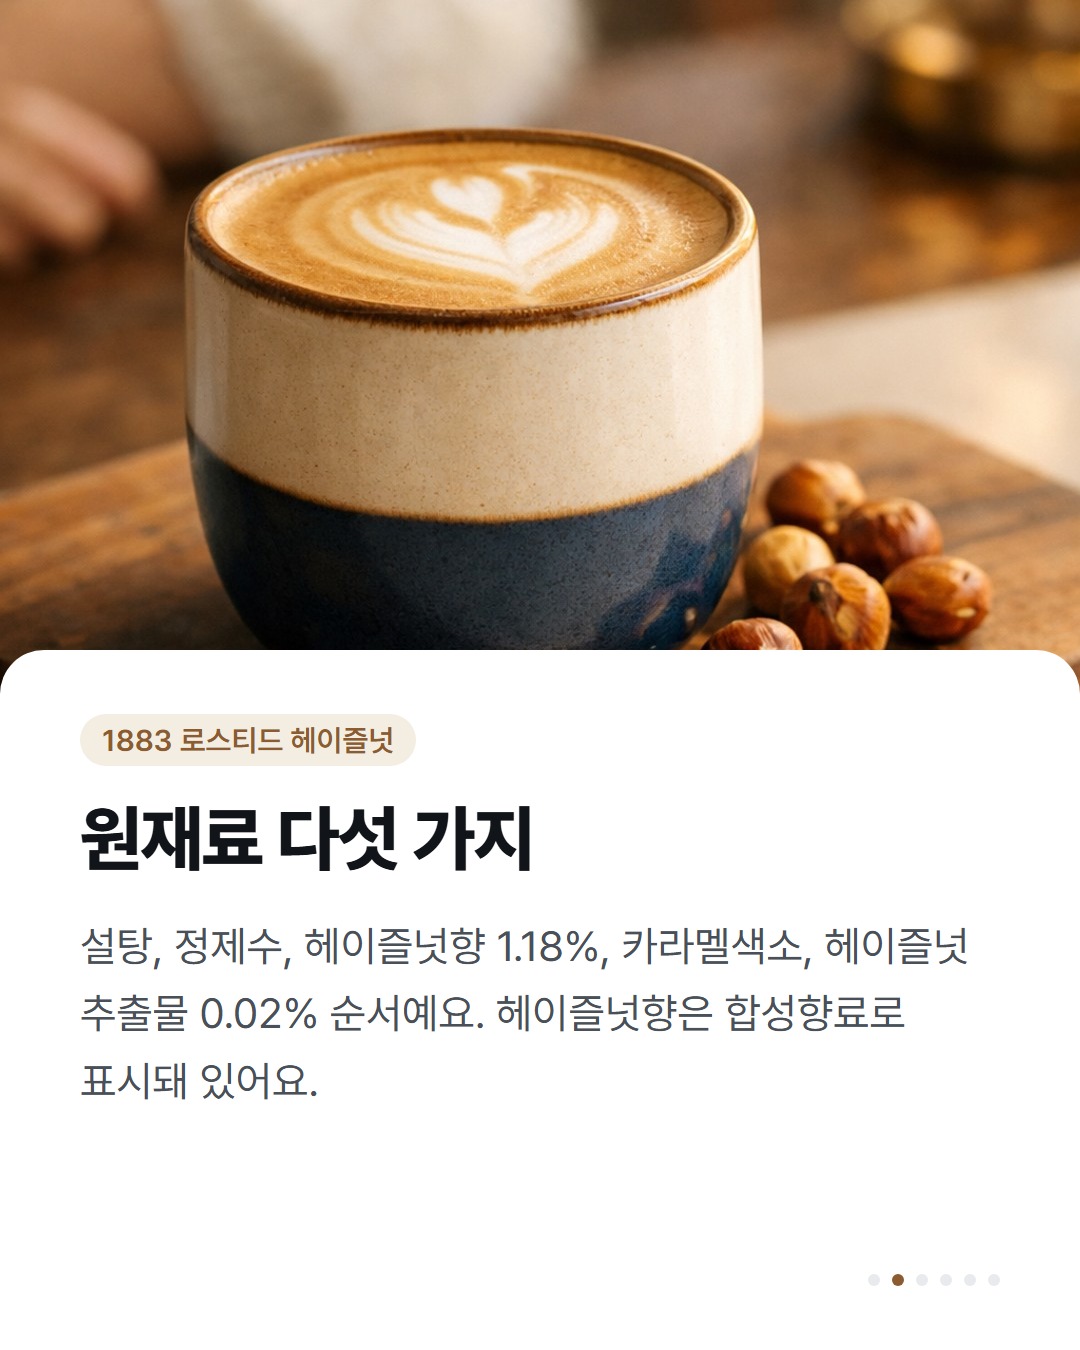 1883 로스티드 헤이즐넛
원재료 다섯 가지
설탕, 정제수, 헤이즐넛향 1.18%, 카라멜색소, 헤이즐넛
추출물 0.02% 순서예요. 헤이즐넛향은 합성향료로
표시돼 있어요.